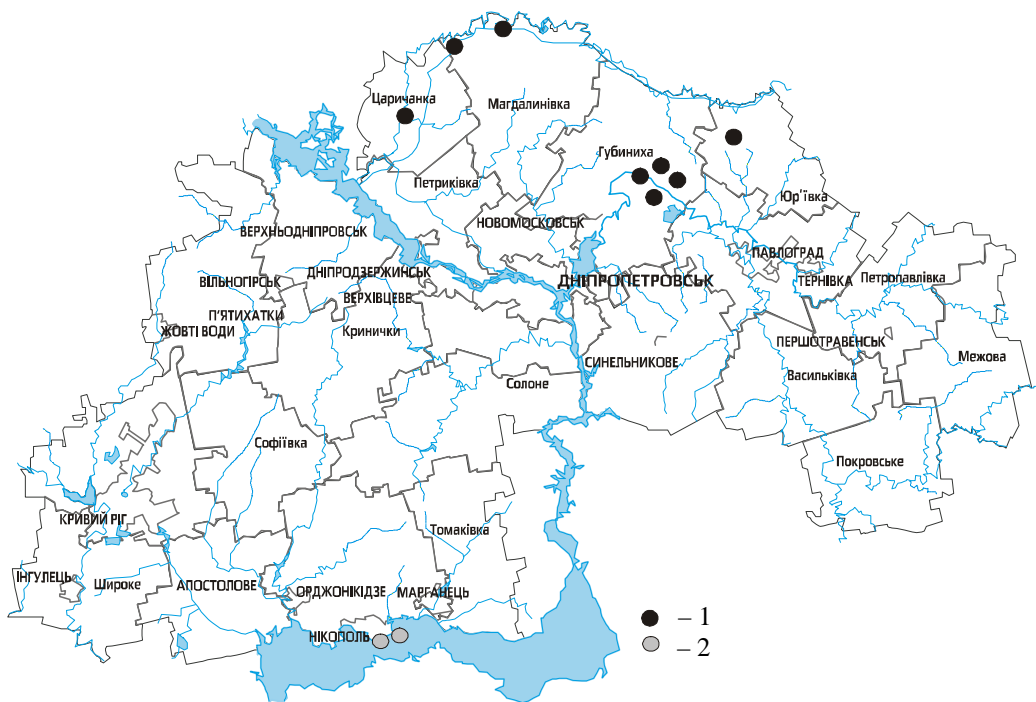 Царичанка
Магдалинівка
Губиниха
Петриківка
Юр'ївка
НОВОМОСКОВСЬК
ВЕРХНЬОДНІПРОВСЬК
ПАВЛОГРАД
ДНІПРОДЗЕРЖИНСЬК
ДНІПРОПЕТРОВСЬК
ТЕРНІВКА
Петропавлівка
ВІЛЬНОГІРСЬК
ВЕРХІВЦЕВЕ
П'ЯТИХАТКИ
ЖОВТІ ВОДИ
Кринички
ПЕРШОТРАВЕНСЬК
Межова
СИНЕЛЬНИКОВЕ
Васильківка
Солоне
Софіївка
Покровське
КРИВИЙ РІГ
Томаківка
ІНГУЛЕЦЬ
Широке
АПОСТОЛОВЕ
ОРДЖОНІКІДЗЕ
МАРГАНЕЦЬ
НІКОПОЛЬ
– 1
– 2